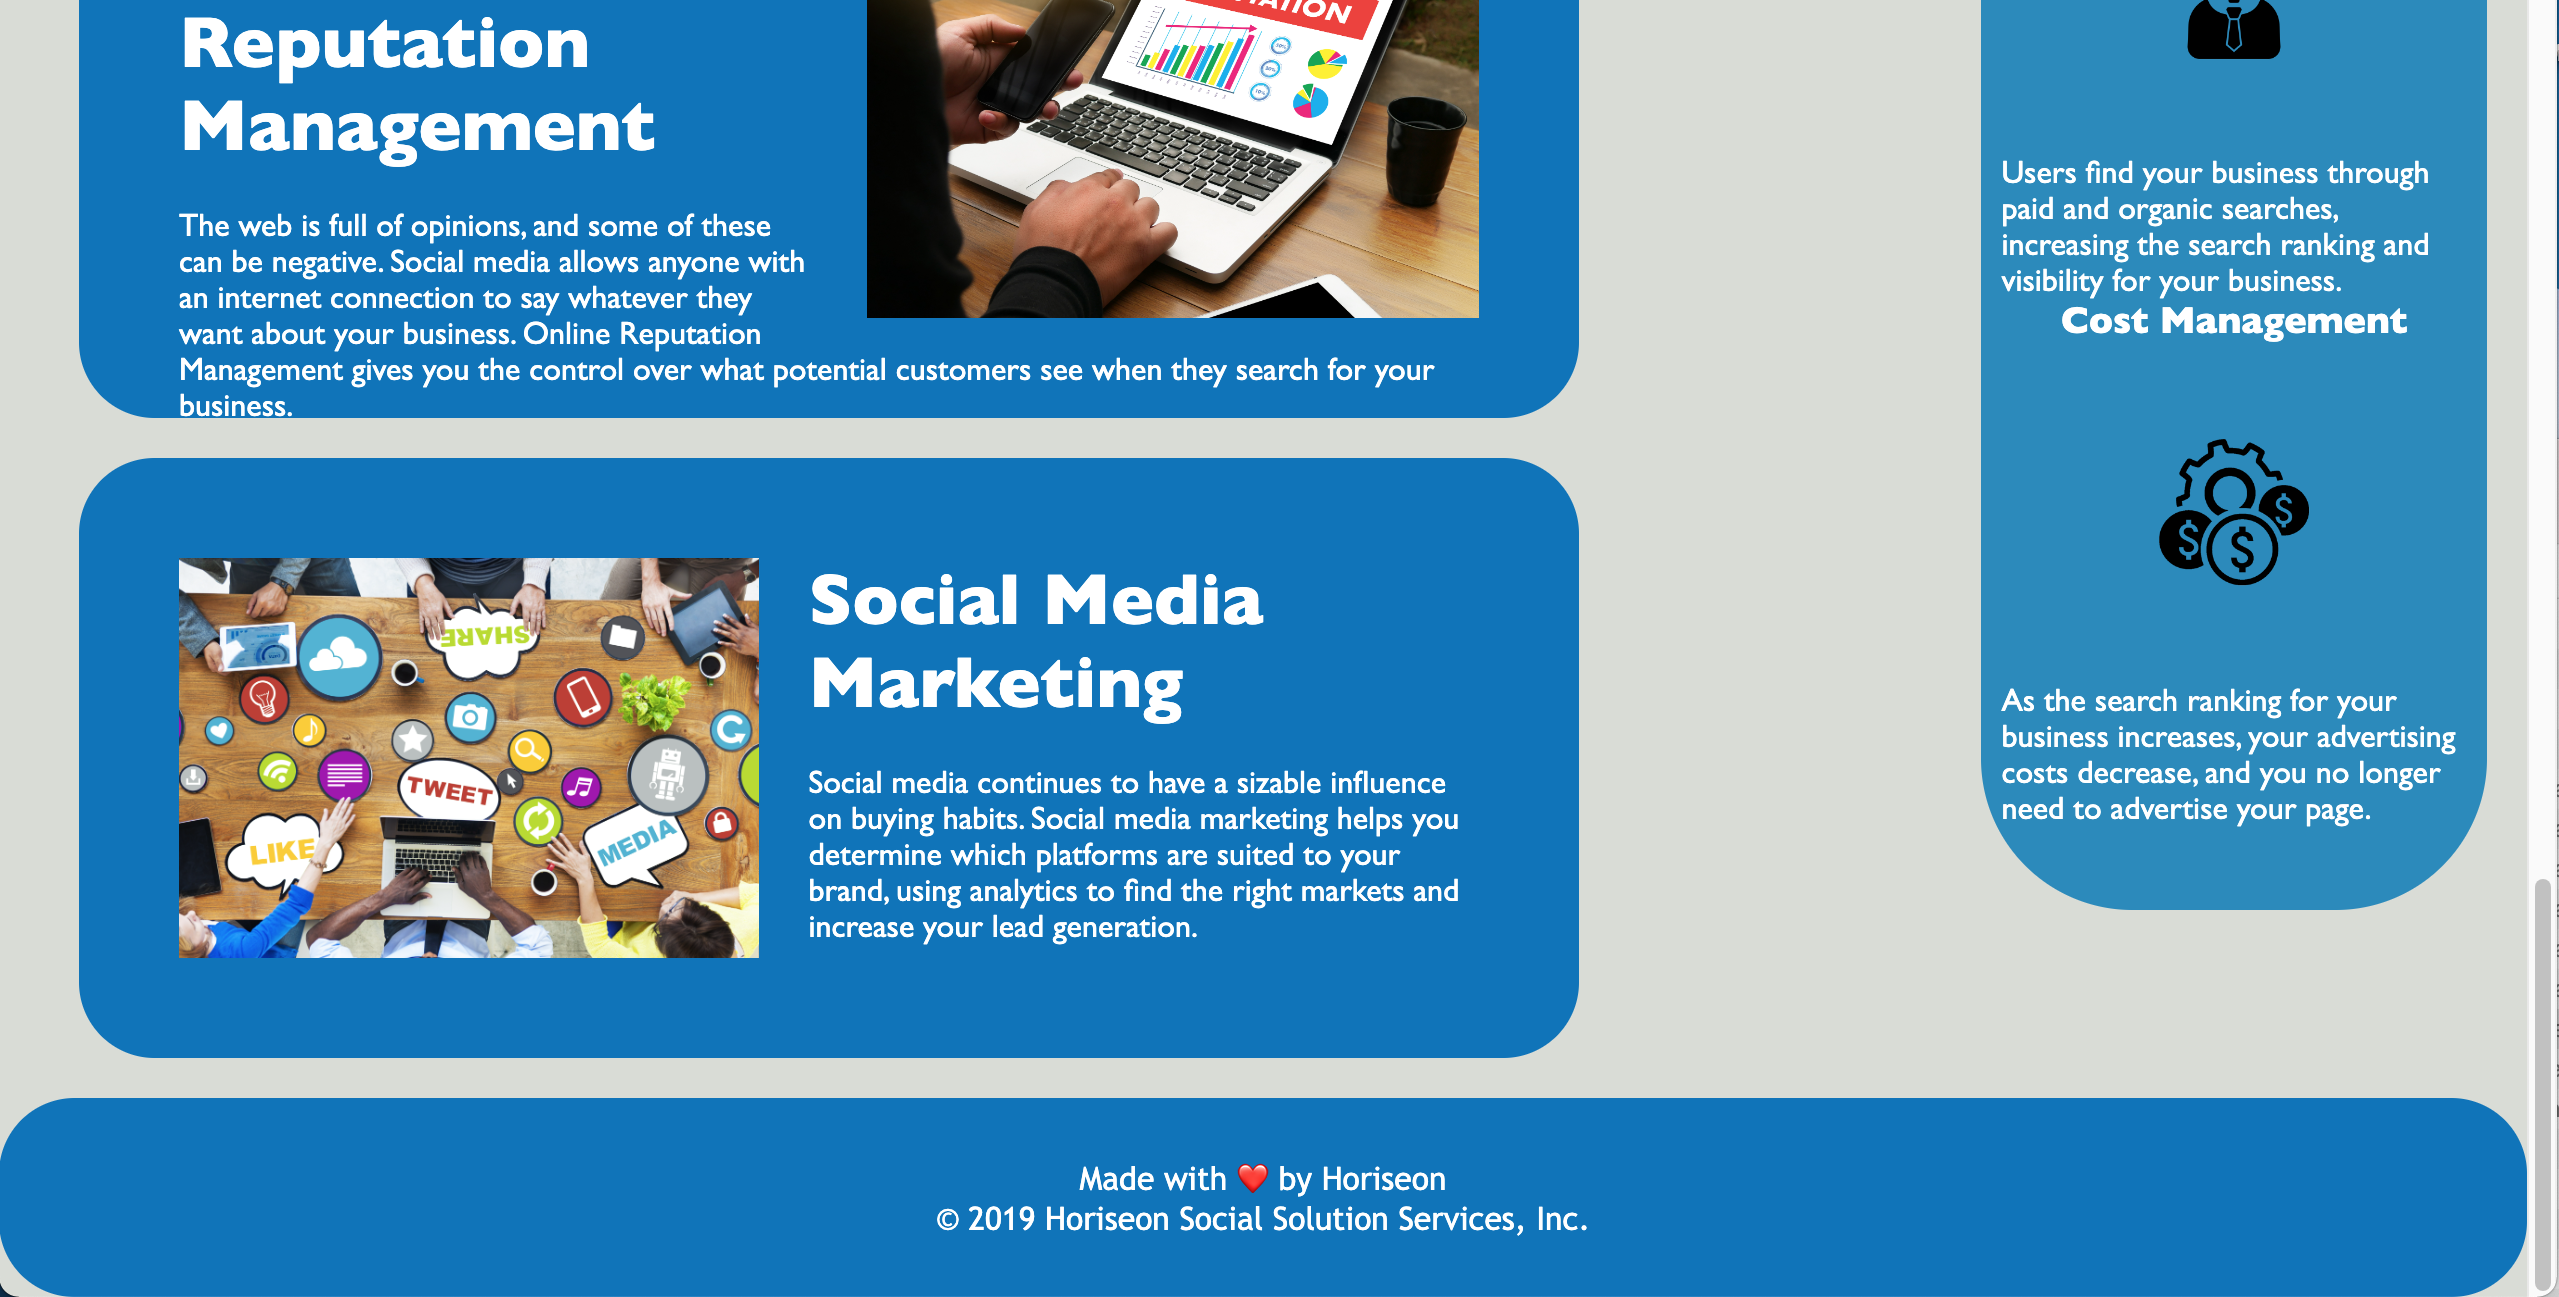 Reputation
Management
The web is full of opinions, and some of these
can be negative. Social media allows anyone with
an internet connection to say whatever they
want about your business. Online Reputation
Management gives you the control over what potential customers see when they search for your
business.
Social Media
Marketing
Social media continues to have a sizable influence
on buying habits. Social media marketing helps you
determine which platforms are suited to your
brand, using analytics to find the right markets and
increase your lead generation.
SHARE
TWEET
LIKE
MEDIA
Users find your business through
paid and organic searches,
increasing the search ranking and
visibility for your business.
Cost Management
$ $ $
As the search ranking for your
business increases, your advertising
costs decrease, and you no longer
need to advertise your page.
Made with ❤️ by Horiseon
© 2019 Horiseon Social Solution Services, Inc.